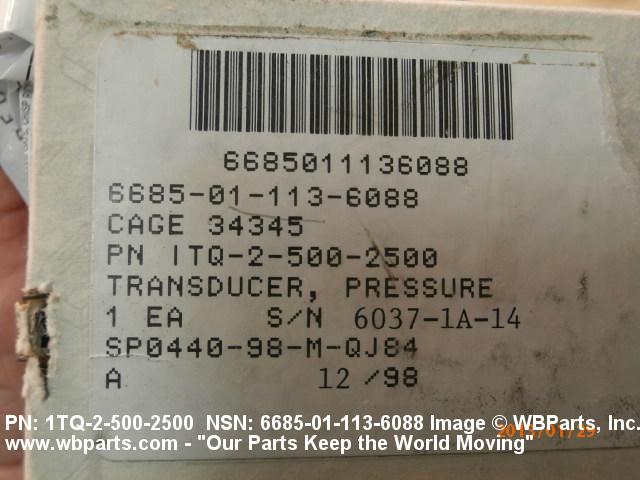 6685011136088
6685-01-113-6088
CAGE 34345
PN ITQ-2-500-2500
TRANSDUCER, PRESSURE
1 EA S/N 6037-1A-14
SP0440-98-M-QJ84
A 12/98
PN: 1TQ-2-500-2500 NSN: 6685-01-113-6088 Image © WBParts, Inc.
www.wbparts.com - "Our Parts Keep the World Moving"